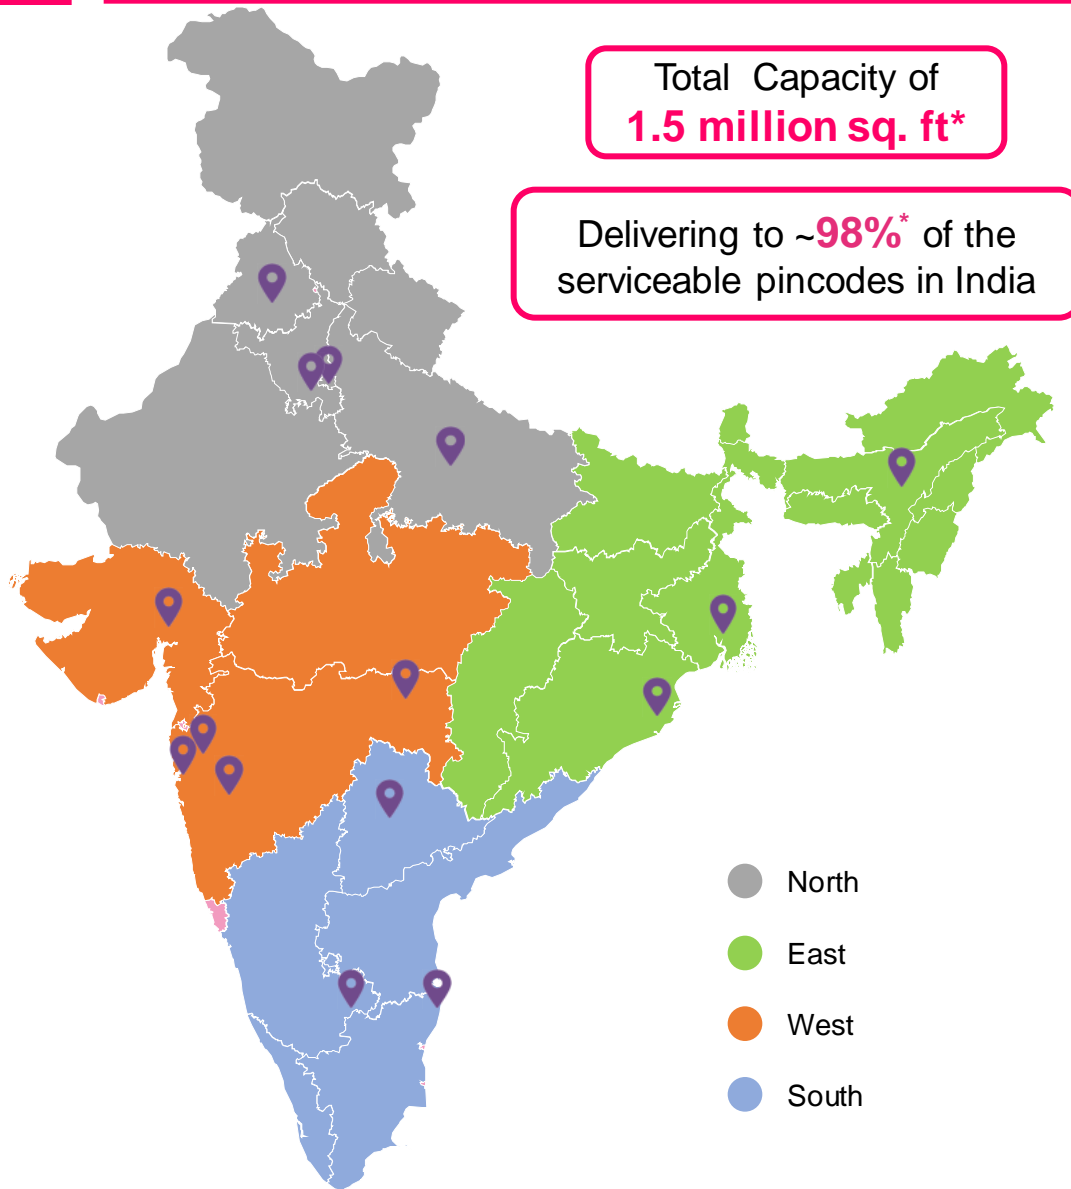 Total Capacity of
1.5 million sq. ft*
Delivering to ~98%* of the
serviceable pincodes in India
North
East
West
South